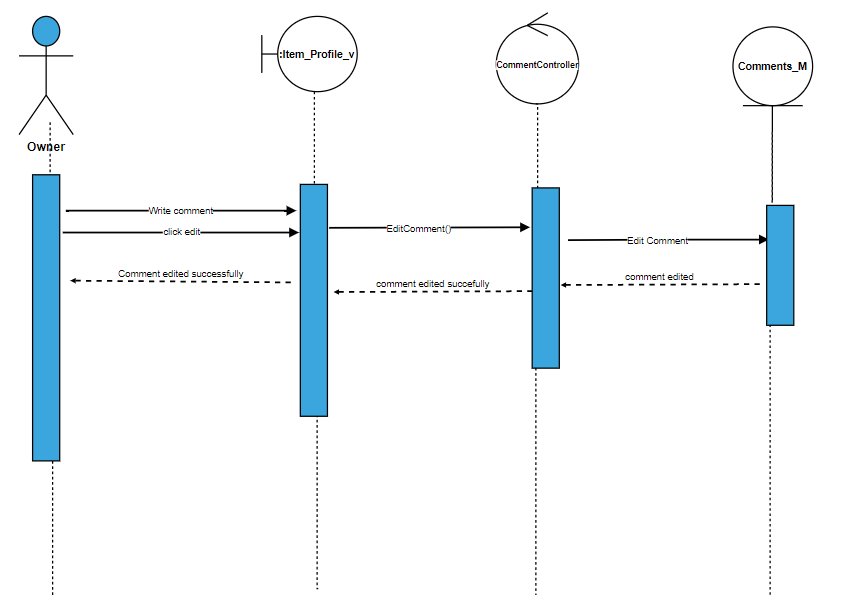 :Item_Profile_v
CommentController
Comments_M
Owner
Write comment
click edit
EditComment()
Edit Comment
Comment edited successfully
comment edited succefully
comment edited